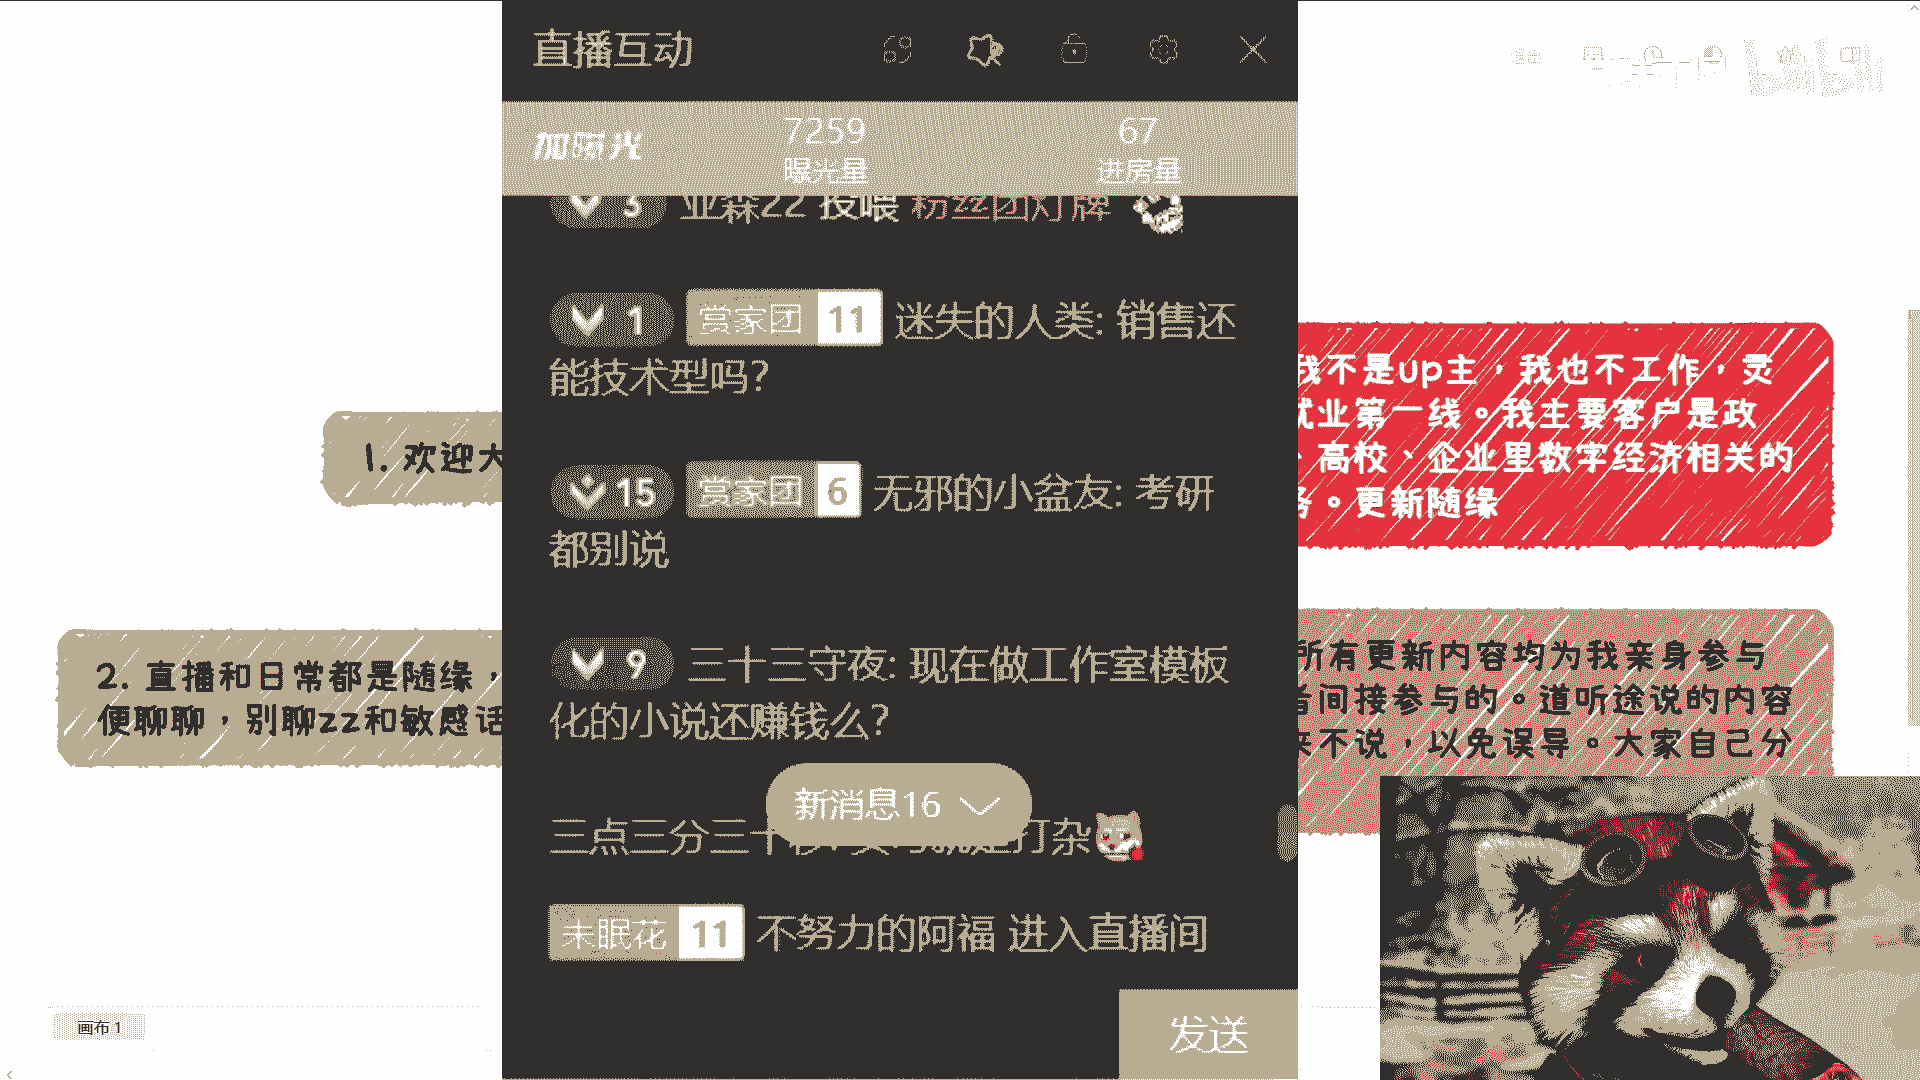 直播互动
加曝光
7259
曝光量
67
进房量
3 亚森22 投喂 粉丝团灯牌
1 赏家团 11 迷失的人类: 销售还
能技术型吗?
15 赏家团 6 无邪的小盆友: 考研
都别说
9 三十三守夜: 现在做工作室模板
化的小说还赚钱么?
新消息16
三点三分三十
打杂
未眠花 11 不努力的阿福 进入直播间
发送
1. 欢迎大
2. 直播和日常都是随缘，
便聊聊，别聊zz和敏感话
我不是up主，我也不工作，灵
就业第一线。我主要客户是政
、高校、企业里数字经济相关的
务。更新随缘
所有更新内容均为我亲身参与
者间接参与的。道听途说的内容
来不说，以免误导。大家自己分
画布 1